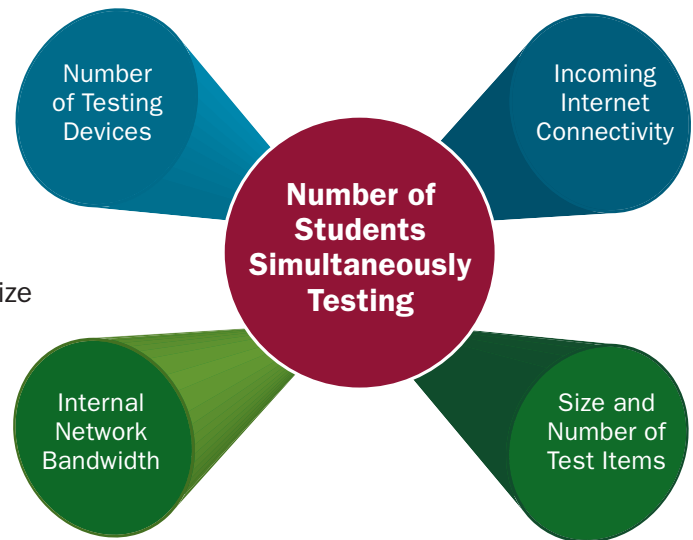 Number
of Testing
Devices
Incoming
Internet
Connectivity
Number of
Students
Simultaneously
Testing
ize
Internal
Network
Bandwidth
Size and
Number of
Test Items